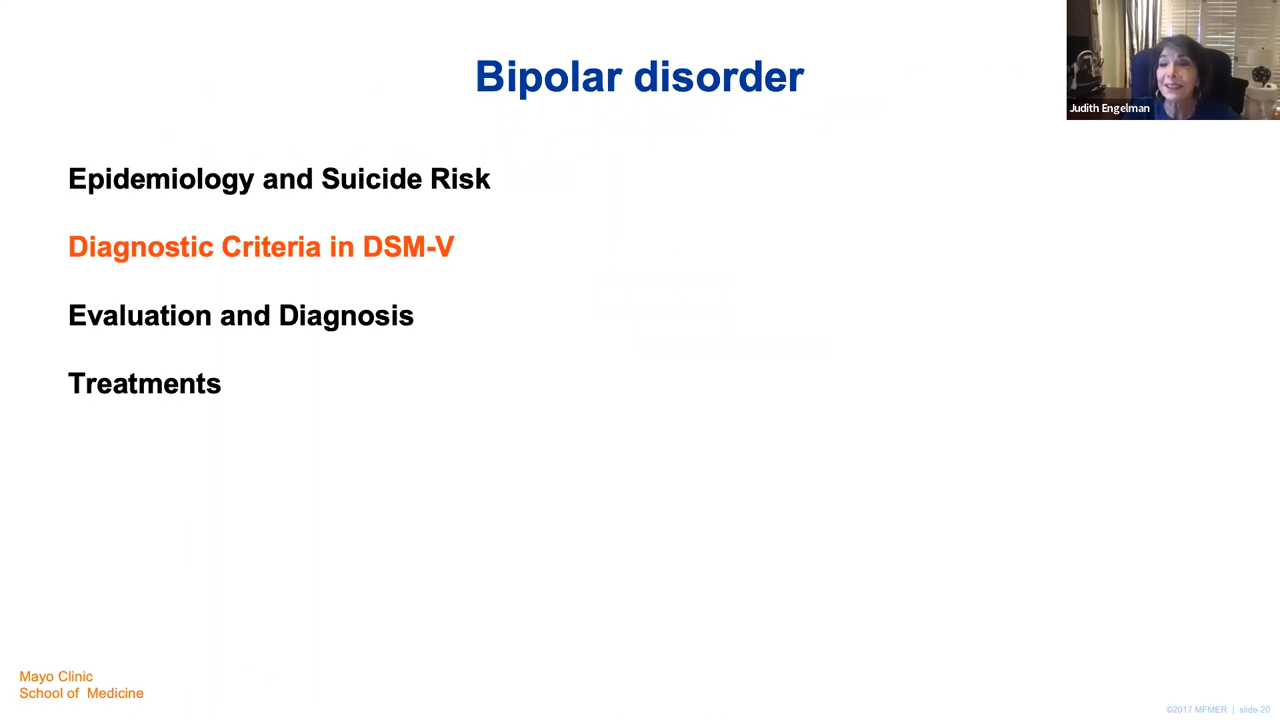 Bipolar disorder
Judith Engelman
Epidemiology and Suicide Risk
Diagnostic Criteria in DSM-V
Evaluation and Diagnosis
Treatments
Mayo Clinic
School of Medicine
©2017 MFMER | slide-20